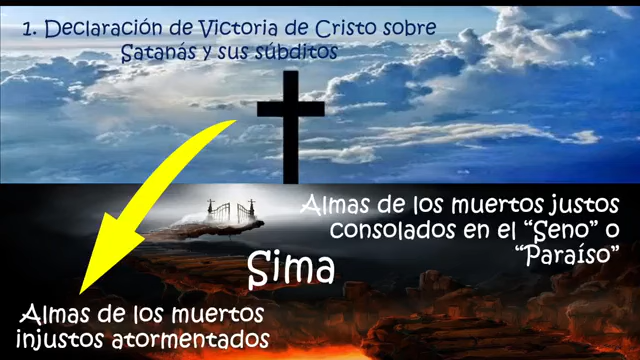 1. Declaración de Victoria de Cristo sobre
Satanás y sus súbditos
Almas de los muertos justos
consolados en el “Seno” o
“Paraíso”
Sima
Almas de los muertos
injustos atormentados